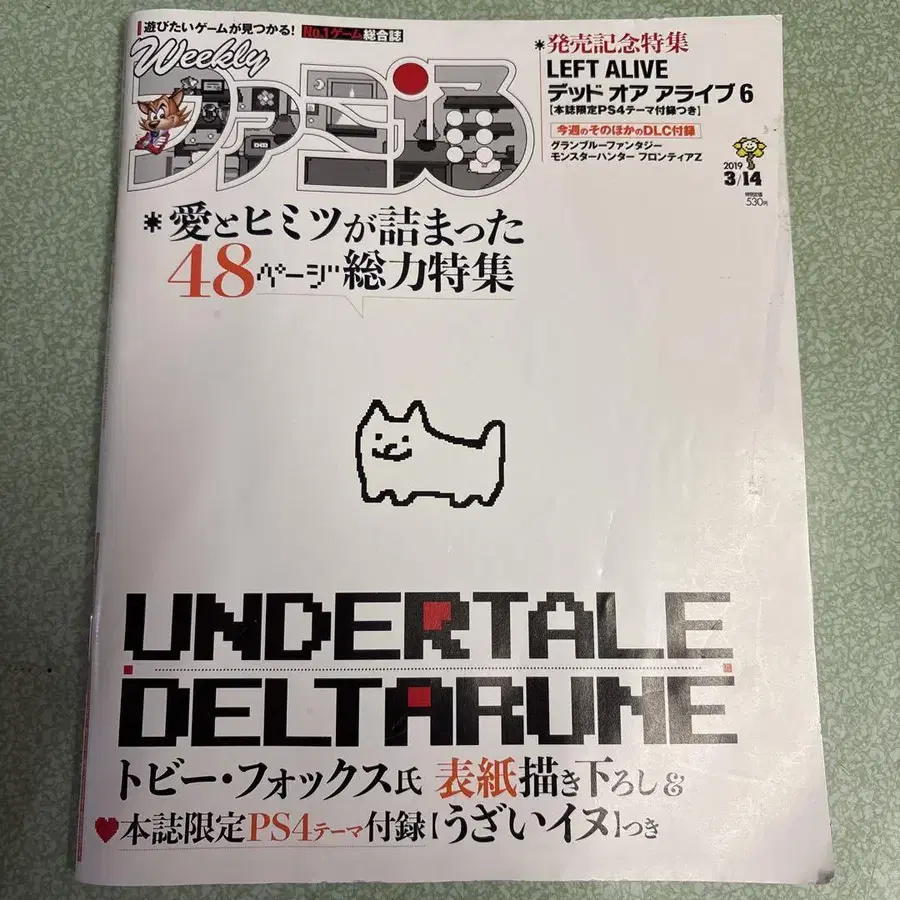 遊びたいゲームが見つかる!
No.1ゲーム総合誌
Weekly
ファミ通
*発売記念特集
LEFT ALIVE
デッド オア アライブ 6
[本誌限定PS4テーマ付録つき]
今週のそのほかのDLC付録
グランブルーファンタジー
モンスターハンター フロンティアZ
2019
3/14
特別定価
530円
*愛とヒミツが詰まった
48ページ総力特集
UNDERTALE
DELTARUNE
トビー・フォックス氏 表紙描き下ろし&
♥本誌限定PS4テーマ付録【うざいイヌ】つき